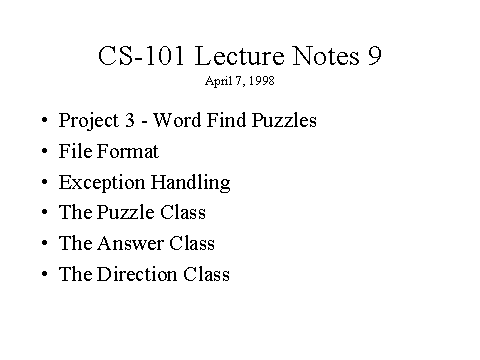 CS-101 Lecture Notes 9
April 7, 1998
• Project 3 - Word Find Puzzles
• File Format
• Exception Handling
• The Puzzle Class
• The Answer Class
• The Direction Class